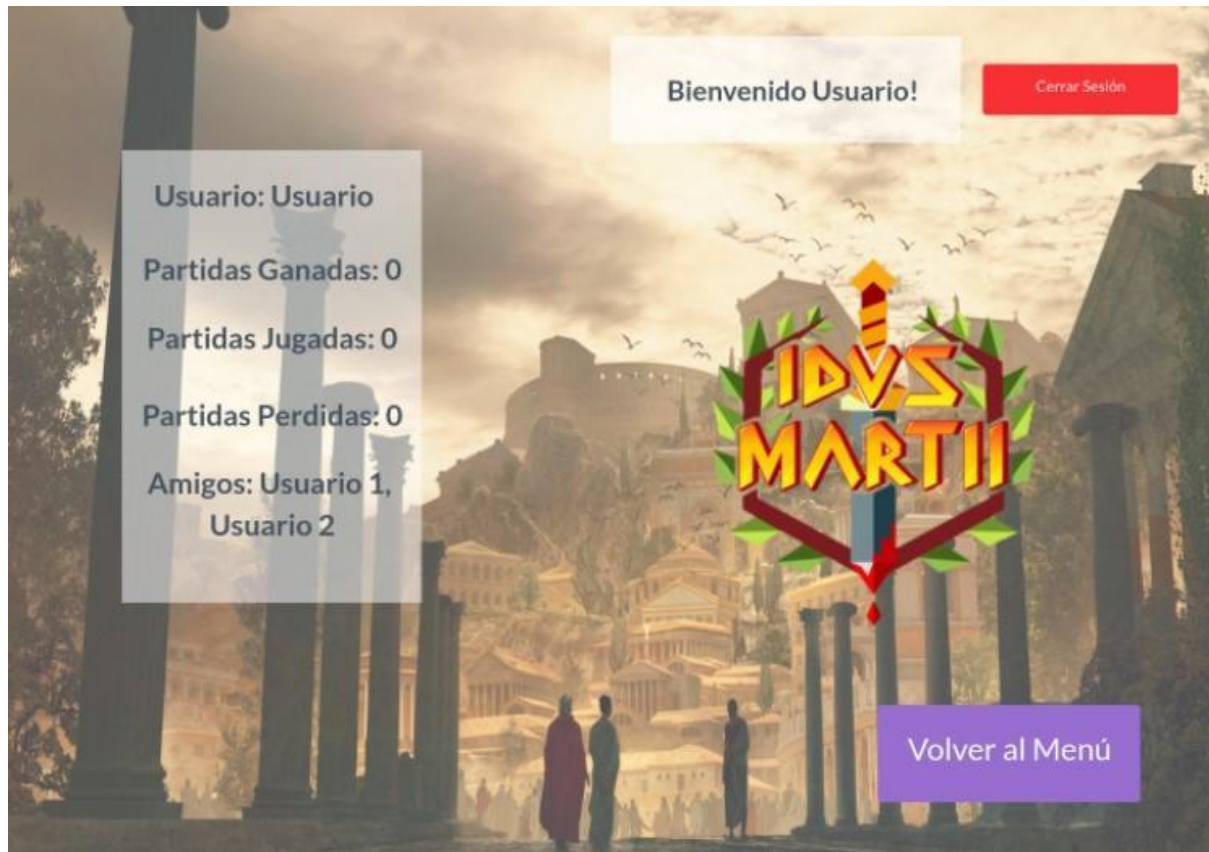 Bienvenido Usuario!
Cerrar Sesión
Usuario: Usuario
Partidas Ganadas: 0
Partidas Jugadas: 0
Partidas Perdidas: 0
Amigos: Usuario 1,
Usuario 2
IDVS
MARTII
Volver al Menú